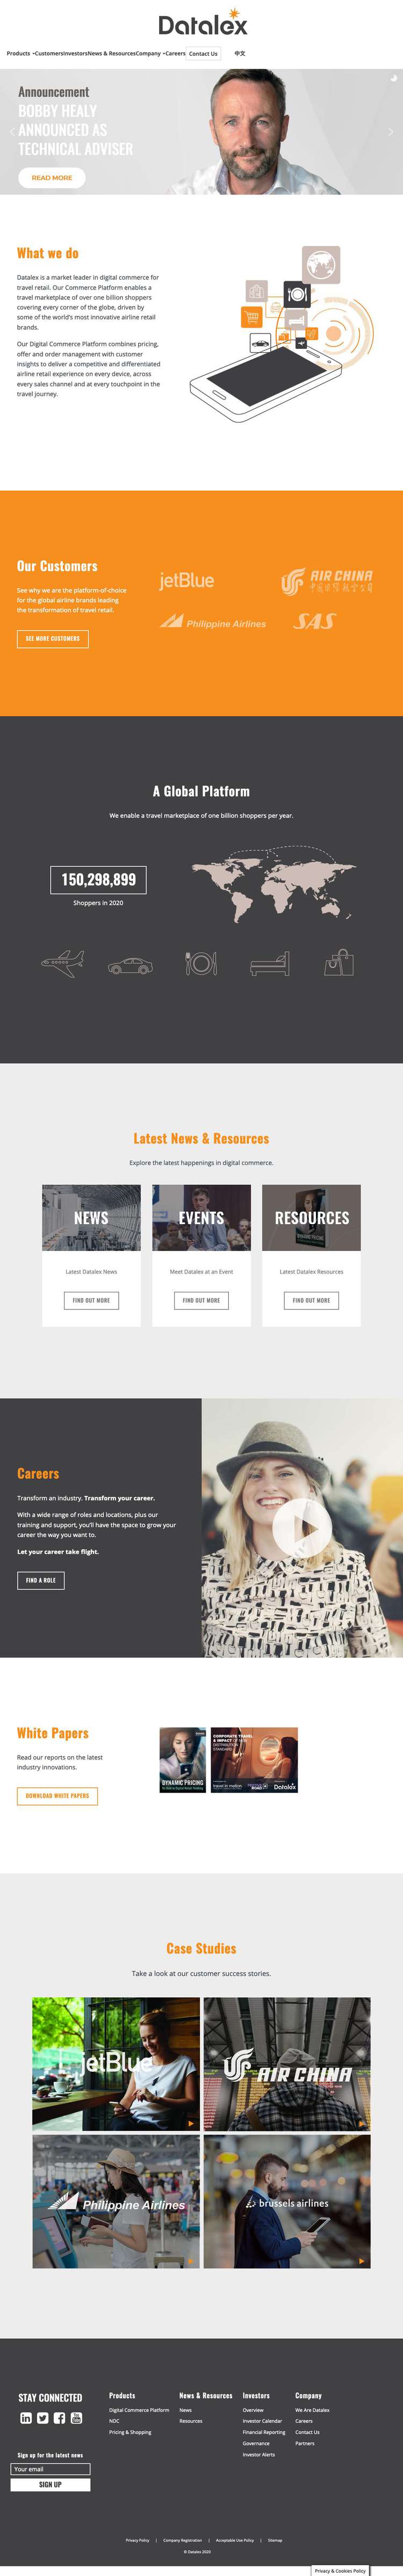 Datalex
Products CustomersInvestorsNews & ResourcesCompany Careers Contact Us 中文
Announcement
BOBBY HEALY
ANNOUNCED AS
TECHNICAL ADVISER
READ MORE
What we do
Datalex is a market leader in digital commerce for
travel retail. Our Commerce Platform enables a
travel marketplace of over one billion shoppers
covering every corner of the globe, driven by
some of the world's most innovative airline retail
brands.
Our Digital Commerce Platform combines pricing,
offer and order management with customer
insights to deliver a competitive and differentiated
airline retail experience on every device, across
every sales channel and at every touchpoint in the
travel journey.
Our Customers
See why we are the platform-of-choice
for the global airline brands leading
the transformation of travel retail.
SEE MORE CUSTOMERS
jetBlue
AIR CHINA
Philippine Airlines
SAS
A Global Platform
We enable a travel marketplace of one billion shoppers per year.
150,298,899
Shoppers in 2020
Latest News & Resources
Explore the latest happenings in digital commerce.
NEWS
Latest Datalex News
FIND OUT MORE
EVENTS
Meet Datalex at an Event
FIND OUT MORE
RESOURCES
Latest Datalex Resources
FIND OUT MORE
Careers
Transform an industry. Transform your career.
With a wide range of roles and locations, plus our
training and support, you'll have the space to grow your
career the way you want to.
Let your career take flight.
FIND A ROLE
White Papers
Read our reports on the latest
industry innovations.
DOWNLOAD WHITE PAPERS
DYNAMIC PRICING
CORPORATE TRAVEL
& IMPACT OF NEW
DISTRIBUTION
STANDARD
travel in motion
Datalex
Case Studies
Take a look at our customer success stories.
jetBlue
AIR CHINA
Philippine Airlines
brussels airlines
STAY CONNECTED
Sign up for the latest news
Your email
SIGN UP
Products
Digital Commerce Platform
NDC
Pricing & Shopping
News & Resources
News
Resources
Investors
Overview
Investor Calendar
Financial Reporting
Governance
Investor Alerts
Company
We Are Datalex
Careers
Contact Us
Partners
Privacy Policy | Company Registration | Acceptable Use Policy | Sitemap
© Datalex 2020
Privacy & Cookies Policy